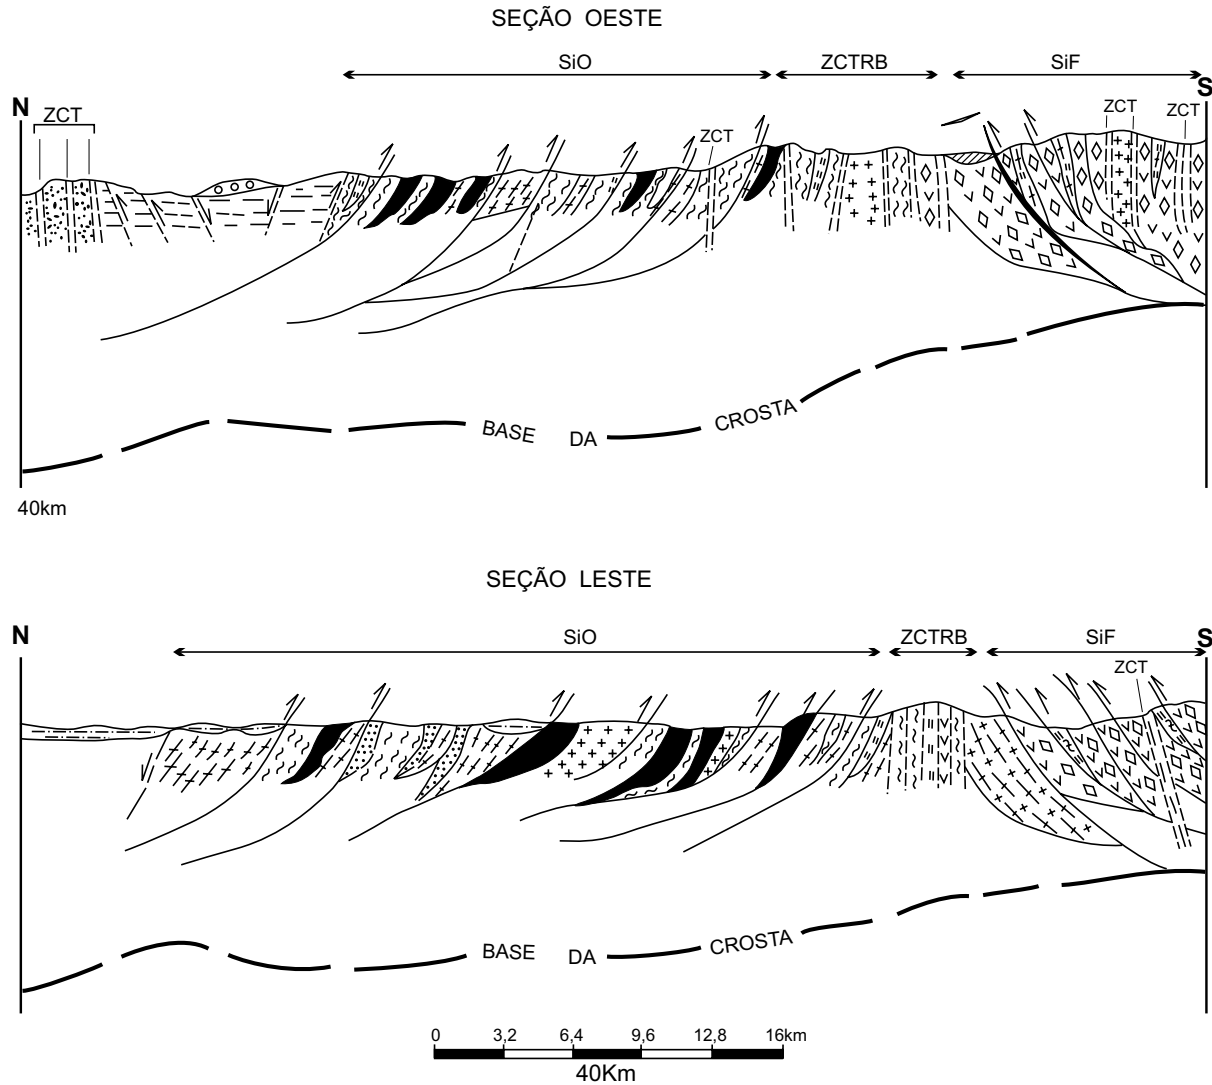 SEÇÃO OESTE
SiO ZCTRB SiF
N S
ZCT ZCT ZCT
ZCT
BASE DA CROSTA
40km
SEÇÃO LESTE
N SiO ZCTRB SiF S
ZCT
BASE DA CROSTA
0 3,2 6,4 9,6 12,8 16km
40Km